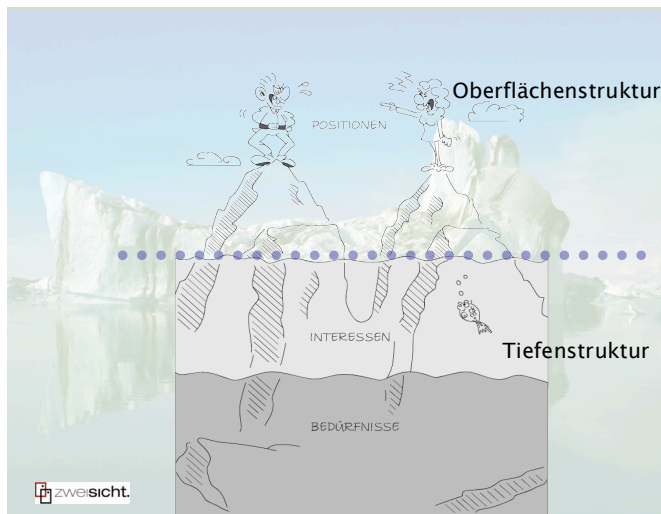 Oberflächenstruktur
POSITIONEN
INTERESSEN
Tiefenstruktur
BEDÜRFNISSE
zweisicht.